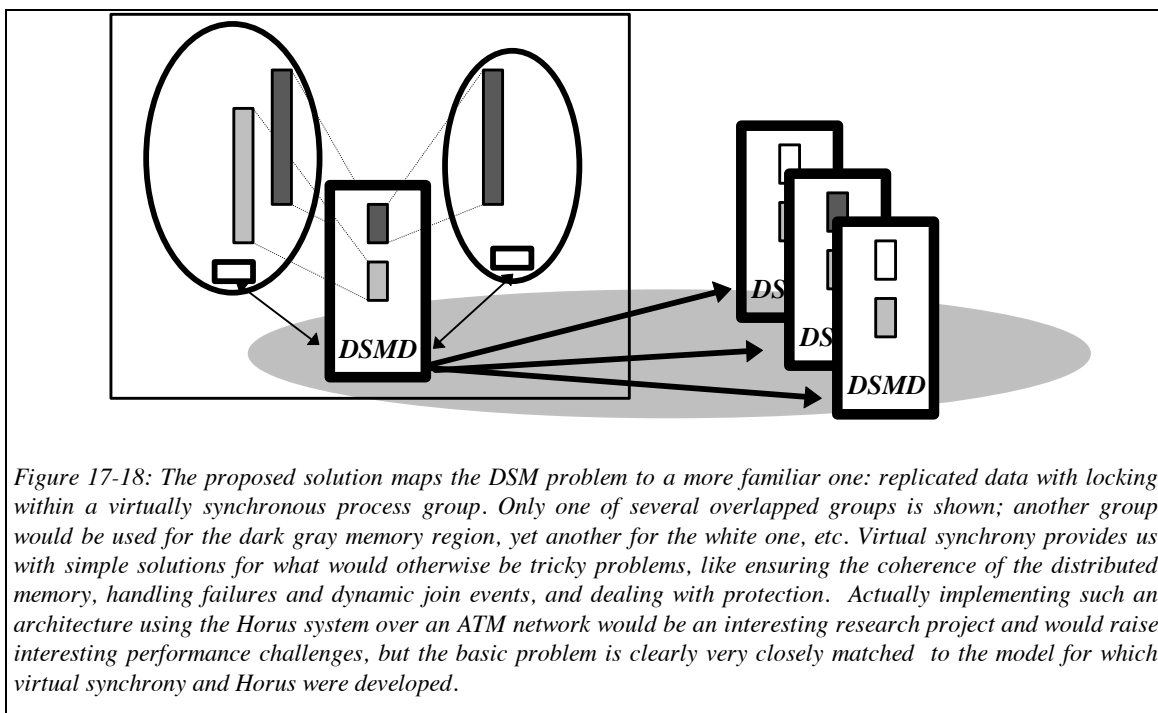 DS
DS
DSMD
DSMD
Figure 17-18: The proposed solution maps the DSM problem to a more familiar one: replicated data with locking
within a virtually synchronous process group. Only one of several overlapped groups is shown; another group
would be used for the dark gray memory region, yet another for the white one, etc. Virtual synchrony provides us
with simple solutions for what would otherwise be tricky problems, like ensuring the coherence of the distributed
memory, handling failures and dynamic join events, and dealing with protection. Actually implementing such an
architecture using the Horus system over an ATM network would be an interesting research project and would raise
interesting performance challenges, but the basic problem is clearly very closely matched to the model for which
virtual synchrony and Horus were developed.